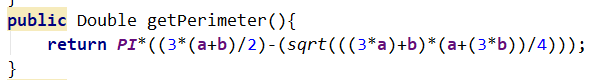 public Double getPerimeter(){
return PI*((3*(a+b)/2)-(sqrt(((3*a)+b)*(a+(3*b))/4)));
}